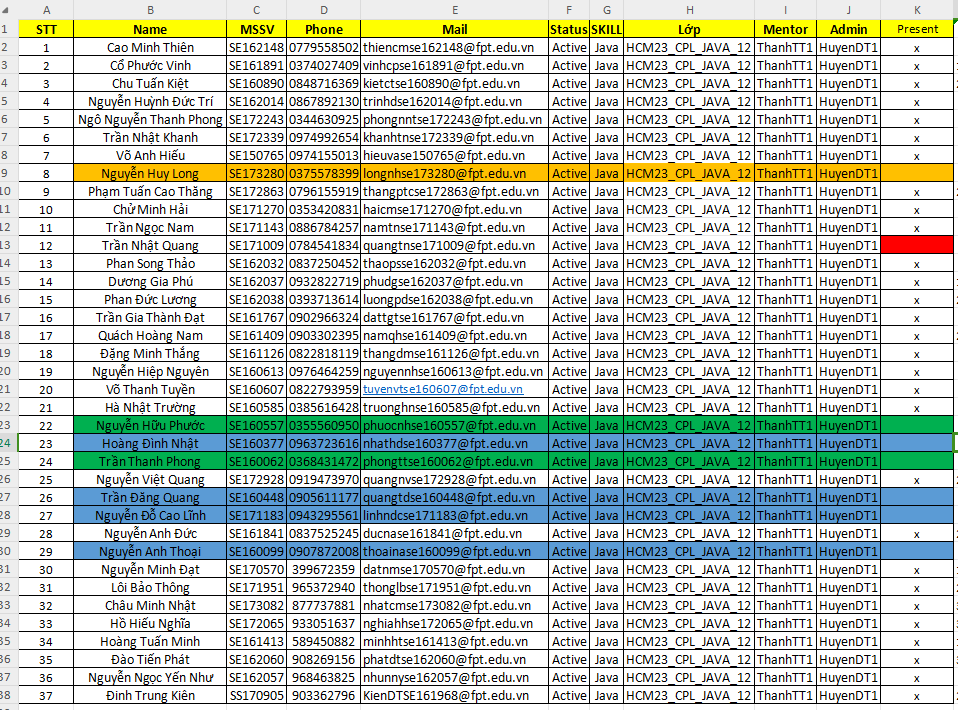 A B C D E F G H I J K
1 STT Name MSSV Phone Mail Status SKILL Lớp Mentor Admin Present
2 1 Cao Minh Thiên SE162148 0779558502 thiencmse162148@fpt.edu.vn Active Java HCM23_CPL_JAVA_12 ThanhTT1 HuyenDT1 x
3 2 Cổ Phước Vinh SE161891 0374027409 vinhcpse161891@fpt.edu.vn Active Java HCM23_CPL_JAVA_12 ThanhTT1 HuyenDT1 x
4 3 Chu Tuấn Kiệt SE160890 0848716369 kietctse160890@fpt.edu.vn Active Java HCM23_CPL_JAVA_12 ThanhTT1 HuyenDT1 x
5 4 Nguyễn Huỳnh Đức Trí SE162014 0867892130 trinhdse162014@fpt.edu.vn Active Java HCM23_CPL_JAVA_12 ThanhTT1 HuyenDT1 x
6 5 Ngô Nguyễn Thanh Phong SE172243 0344630925 phongnntse172243@fpt.edu.vn Active Java HCM23_CPL_JAVA_12 ThanhTT1 HuyenDT1 x
7 6 Trần Nhật Khanh SE172339 0974992654 khanhtnse172339@fpt.edu.vn Active Java HCM23_CPL_JAVA_12 ThanhTT1 HuyenDT1 x
8 7 Võ Anh Hiếu SE150765 0974155013 hieuvase150765@fpt.edu.vn Active Java HCM23_CPL_JAVA_12 ThanhTT1 HuyenDT1 x
9 8 Nguyễn Huy Long SE173280 0375578399 longnhse173280@fpt.edu.vn Active Java HCM23_CPL_JAVA_12 ThanhTT1 HuyenDT1
10 9 Phạm Tuấn Cao Thăng SE172863 0796155919 thangptcse172863@fpt.edu.vn Active Java HCM23_CPL_JAVA_12 ThanhTT1 HuyenDT1 x
11 10 Chử Minh Hải SE171270 0353420831 haicmse171270@fpt.edu.vn Active Java HCM23_CPL_JAVA_12 ThanhTT1 HuyenDT1 x
12 11 Trần Ngọc Nam SE171143 0886784257 namtnse171143@fpt.edu.vn Active Java HCM23_CPL_JAVA_12 ThanhTT1 HuyenDT1 x
13 12 Trần Nhật Quang SE171009 0784541834 quangtnse171009@fpt.edu.vn Active Java HCM23_CPL_JAVA_12 ThanhTT1 HuyenDT1
14 13 Phan Song Thảo SE162032 0837250452 thaopsse162032@fpt.edu.vn Active Java HCM23_CPL_JAVA_12 ThanhTT1 HuyenDT1 x
15 14 Dương Gia Phú SE162037 0932822719 phudgse162037@fpt.edu.vn Active Java HCM23_CPL_JAVA_12 ThanhTT1 HuyenDT1 x
16 15 Phan Đức Lương SE162038 0393713614 luongpdse162038@fpt.edu.vn Active Java HCM23_CPL_JAVA_12 ThanhTT1 HuyenDT1 x
17 16 Trần Gia Thành Đạt SE161767 0902966324 dattgtse161767@fpt.edu.vn Active Java HCM23_CPL_JAVA_12 ThanhTT1 HuyenDT1 x
18 17 Quách Hoàng Nam SE161409 0903302395 namqhse161409@fpt.edu.vn Active Java HCM23_CPL_JAVA_12 ThanhTT1 HuyenDT1 x
19 18 Đặng Minh Thắng SE161126 0822818119 thangdmse161126@fpt.edu.vn Active Java HCM23_CPL_JAVA_12 ThanhTT1 HuyenDT1 x
20 19 Nguyễn Hiệp Nguyên SE160613 0976464259 nguyennhse160613@fpt.edu.vn Active Java HCM23_CPL_JAVA_12 ThanhTT1 HuyenDT1 x
21 20 Võ Thanh Tuyền SE160607 0822793959 tuyenvtse160607@fpt.edu.vn Active Java HCM23_CPL_JAVA_12 ThanhTT1 HuyenDT1 x
22 21 Hà Nhật Trường SE160585 0385616428 truonghnse160585@fpt.edu.vn Active Java HCM23_CPL_JAVA_12 ThanhTT1 HuyenDT1 x
23 22 Nguyễn Hữu Phước SE160557 0355560950 phuocnhse160557@fpt.edu.vn Active Java HCM23_CPL_JAVA_12 ThanhTT1 HuyenDT1
24 23 Hoàng Đình Nhật SE160377 0963723616 nhathdse160377@fpt.edu.vn Active Java HCM23_CPL_JAVA_12 ThanhTT1 HuyenDT1
25 24 Trần Thanh Phong SE160062 0368431472 phongttse160062@fpt.edu.vn Active Java HCM23_CPL_JAVA_12 ThanhTT1 HuyenDT1
26 25 Nguyễn Việt Quang SE172928 0919473970 quangnvse172928@fpt.edu.vn Active Java HCM23_CPL_JAVA_12 ThanhTT1 HuyenDT1 x
27 26 Trần Đăng Quang SE160448 0905611177 quangtdse160448@fpt.edu.vn Active Java HCM23_CPL_JAVA_12 ThanhTT1 HuyenDT1
28 27 Nguyễn Đỗ Cao Lĩnh SE171183 0943295561 linhndcse171183@fpt.edu.vn Active Java HCM23_CPL_JAVA_12 ThanhTT1 HuyenDT1
29 28 Nguyễn Anh Đức SE161841 0837525245 ducnase161841@fpt.edu.vn Active Java HCM23_CPL_JAVA_12 ThanhTT1 HuyenDT1 x
30 29 Nguyễn Anh Thoại SE160099 0907872008 thoainase160099@fpt.edu.vn Active Java HCM23_CPL_JAVA_12 ThanhTT1 HuyenDT1
31 30 Nguyễn Minh Đạt SE170570 399672359 datnmse170570@fpt.edu.vn Active Java HCM23_CPL_JAVA_12 ThanhTT1 HuyenDT1 x
32 31 Lôi Bảo Thông SE171951 965372940 thonglbse171951@fpt.edu.vn Active Java HCM23_CPL_JAVA_12 ThanhTT1 HuyenDT1 x
33 32 Châu Minh Nhật SE173082 877737881 nhatcmse173082@fpt.edu.vn Active Java HCM23_CPL_JAVA_12 ThanhTT1 HuyenDT1 x
34 33 Hồ Hiếu Nghĩa SE172065 933051637 nghiahhse172065@fpt.edu.vn Active Java HCM23_CPL_JAVA_12 ThanhTT1 HuyenDT1 x
35 34 Hoàng Tuấn Minh SE161413 589450882 minhhtse161413@fpt.edu.vn Active Java HCM23_CPL_JAVA_12 ThanhTT1 HuyenDT1 x
36 35 Đào Tiến Phát SE162060 908269156 phatdtse162060@fpt.edu.vn Active Java HCM23_CPL_JAVA_12 ThanhTT1 HuyenDT1 x
37 36 Nguyễn Ngọc Yến Như SE162057 968463825 nhunnyse162057@fpt.edu.vn Active Java HCM23_CPL_JAVA_12 ThanhTT1 HuyenDT1 x
38 37 Đinh Trung Kiên SS170905 903362796 KienDTSE161968@fpt.edu.vn Active Java HCM23_CPL_JAVA_12 ThanhTT1 HuyenDT1 x